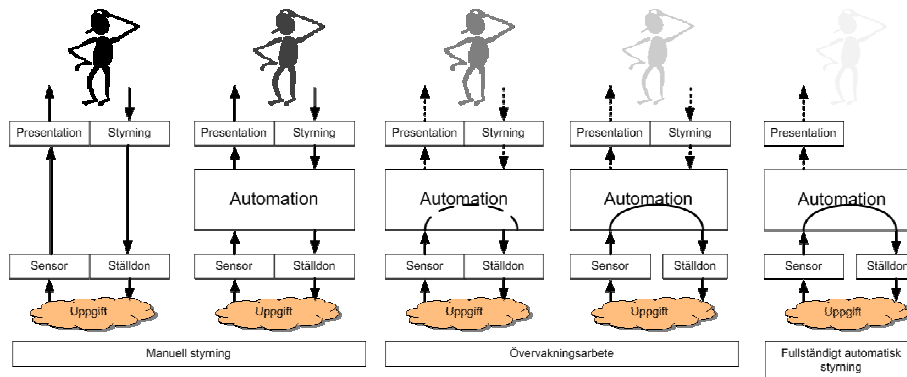 Presentation Styrning Presentation Styrning Presentation Styrning Presentation Styrning Presentation
Automation Automation Automation Automation
Sensor Ställdon Sensor Ställdon Sensor Ställdon Sensor Ställdon Sensor Ställdon
Uppgift Uppgift Uppgift Uppgift Uppgift
Manuell styrning Övervakningsarbete Fullständigt automatisk
styrning